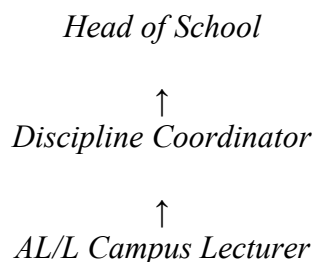 Head of School
↑
Discipline Coordinator
↑
AL/L Campus Lecturer